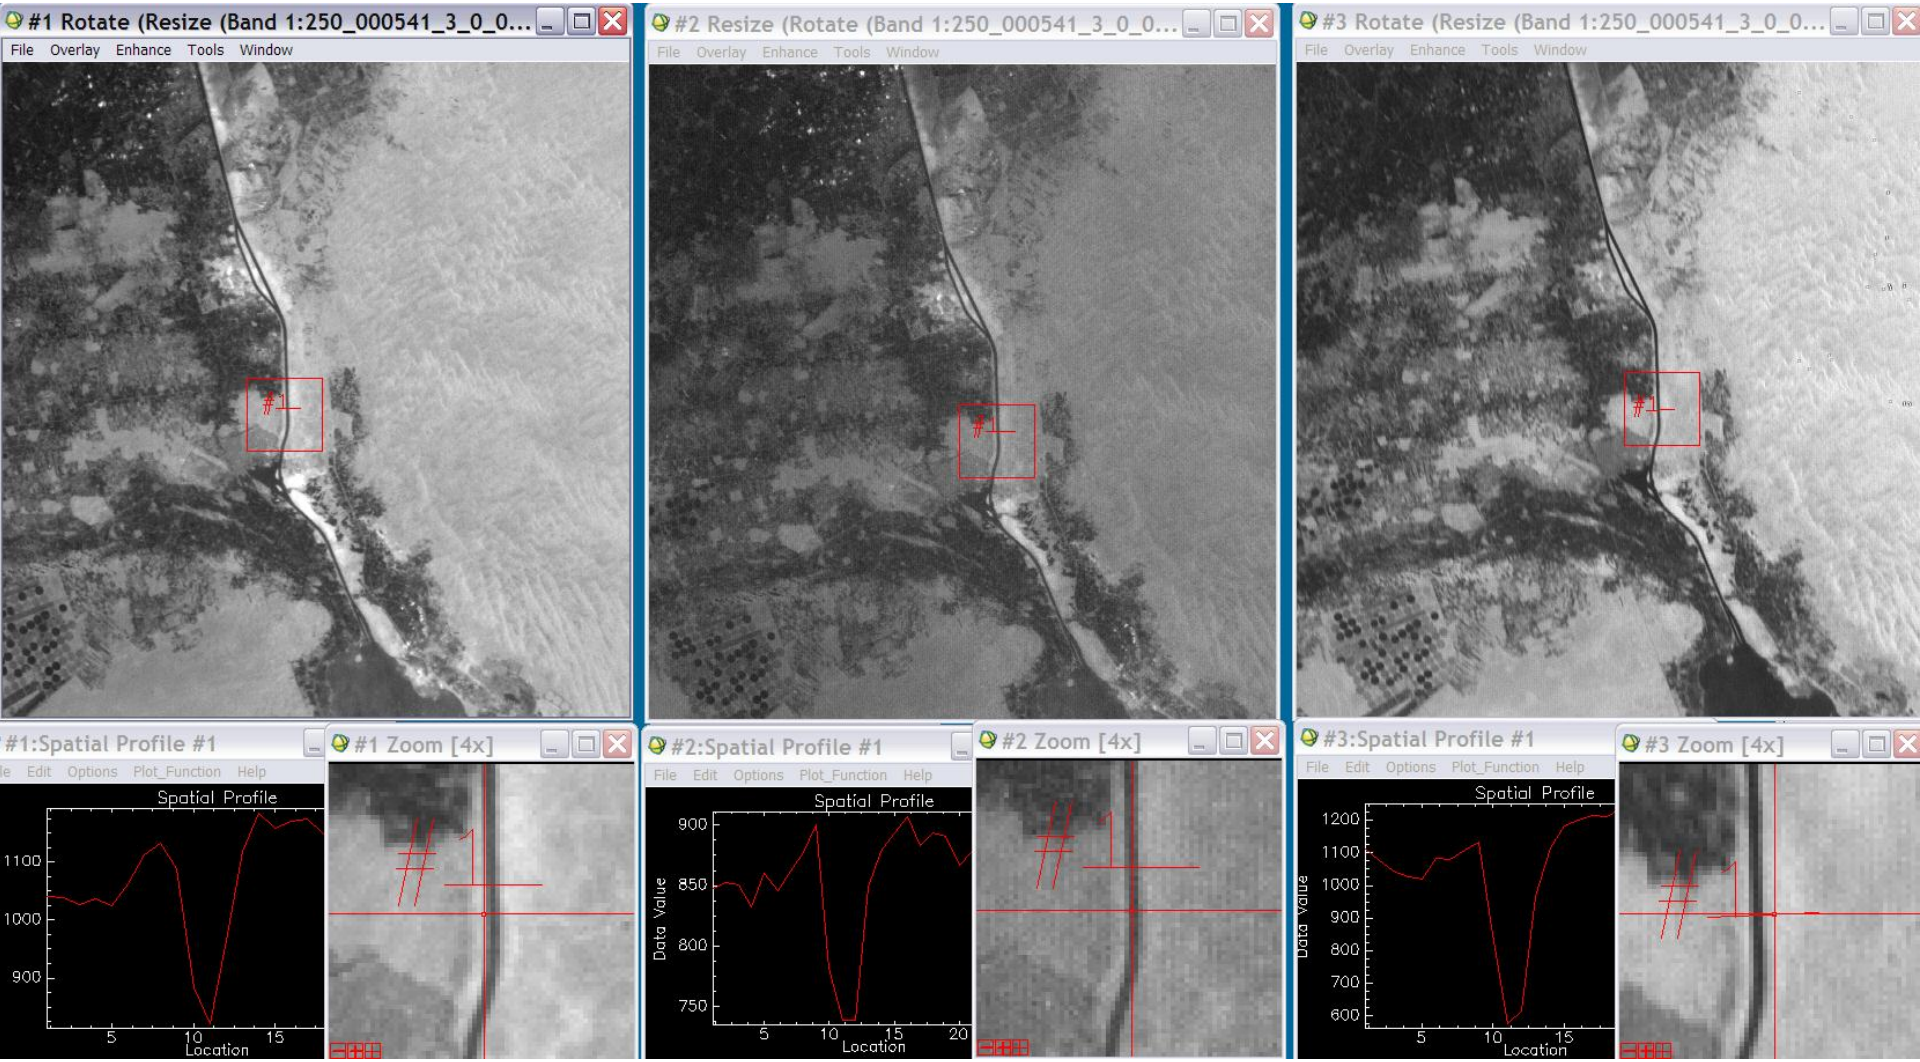 #1 Rotate (Resize (Band 1:250_000541_3_0_0...
File Overlay Enhance Tools Window
#1
#2 Resize (Rotate (Band 1:250_000541_3_0_0...
File Overlay Enhance Tools Window
#1
#3 Rotate (Resize (Band 1:250_000541_3_0_0...
File Overlay Enhance Tools Window
#1
#1:Spatial Profile #1
le Edit Options Plot_Function Help
Spatial Profile
1100
1000
900
5 10 15
Location
#1 Zoom [4x]
#1
#2:Spatial Profile #1
File Edit Options Plot_Function Help
Spatial Profile
Data Value
900
850
800
750
5 10 15 20
Location
#2 Zoom [4x]
#1
#3:Spatial Profile #1
File Edit Options Plot_Function Help
Spatial Profile
Data Value
1200
1100
1000
900
800
700
600
5 10 15
Location
#3 Zoom [4x]
#1